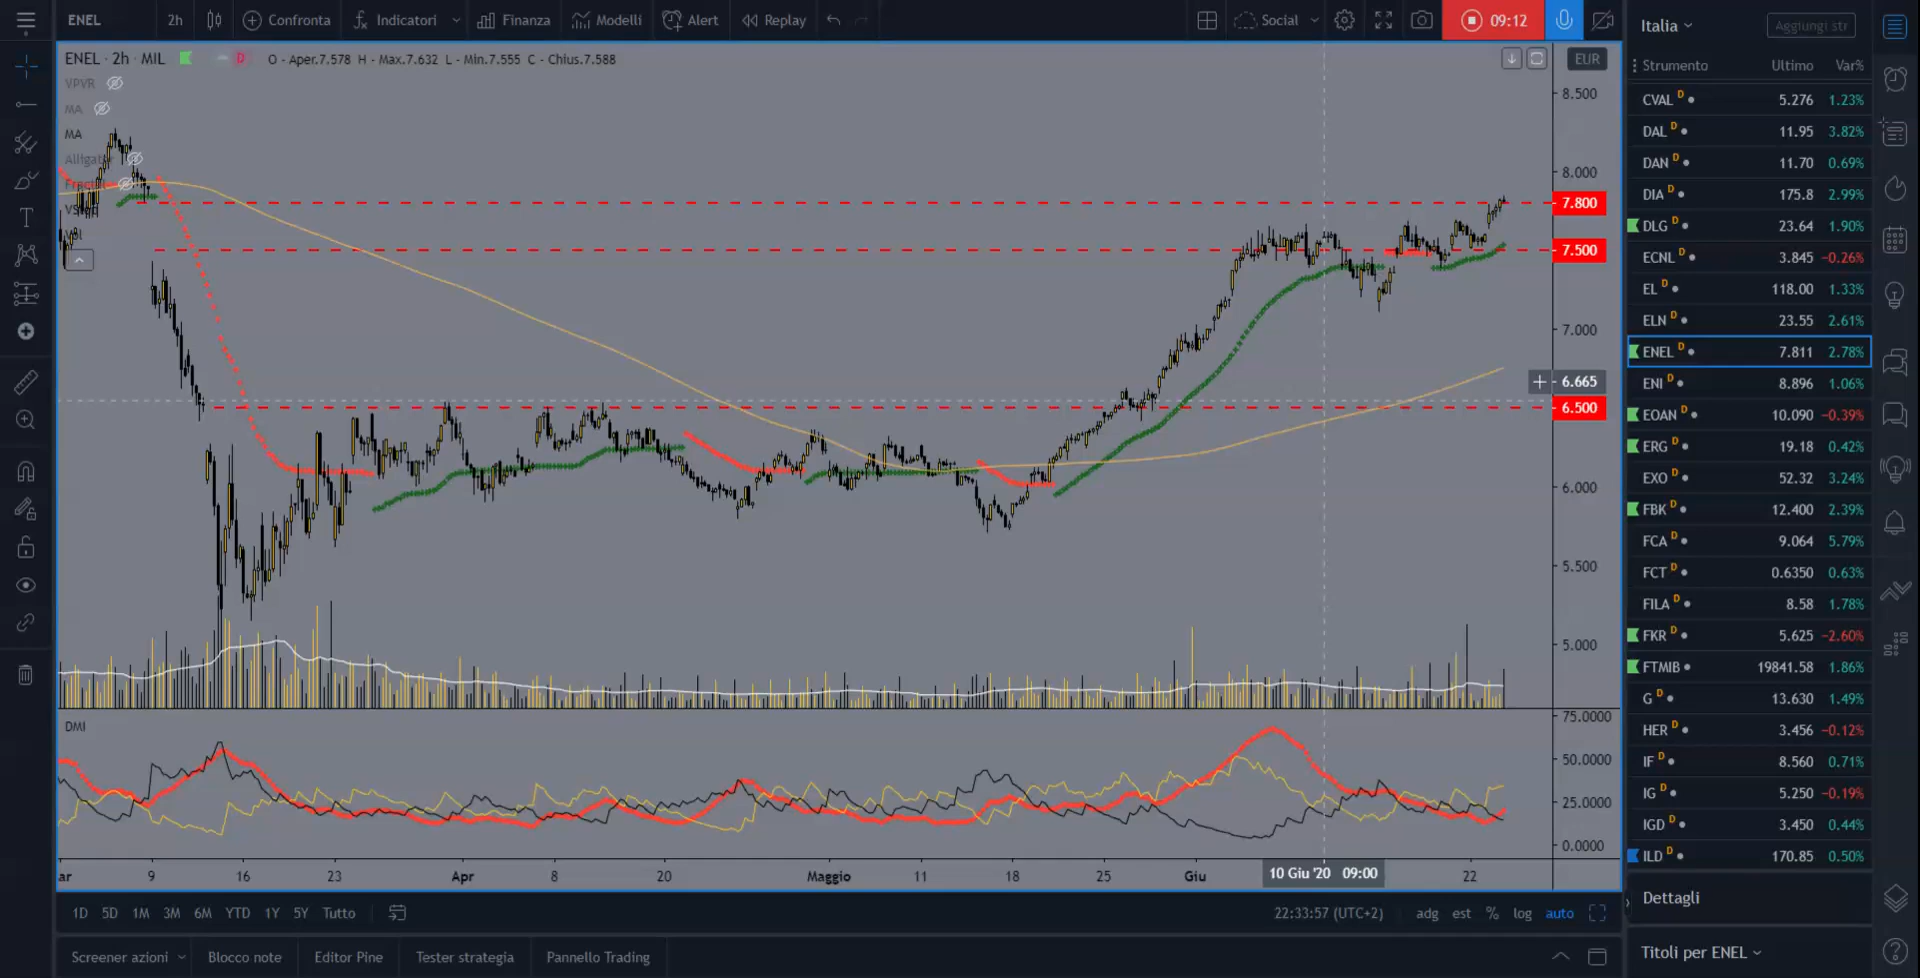 ENEL 2h Confronta Indicatori Finanza Modelli Alert Replay Social 09:12
ENEL · 2h · MIL D O - Aper.7.578 H - Max.7.632 L - Min.7.555 C - Chius.7.588
VPVR
MA
MA
EUR
8.500
8.000
7.800
7.500
7.000
6.665
6.500
6.000
5.500
5.000
DMI
75.0000
50.0000
25.0000
0.0000
ar 9 16 23 Apr 8 20 Maggio 11 18 25 Giu 10 Giu '20 09:00 22
1D 5D 1M 3M 6M YTD 1Y 5Y Tutto 22:33:57 (UTC+2) adg est % log auto
Screener azioni Blocco note Editor Pine Tester strategia Pannello Trading
Italia Aggiungi str
Strumento Ultimo Var%
CVAL D 5.276 1.23%
DAL D 11.95 3.82%
DAN D 11.70 0.69%
DIA D 175.8 2.99%
DLG D 23.64 1.90%
ECNL D 3.845 −0.26%
EL D 118.00 1.33%
ELN D 23.55 2.61%
ENEL D 7.811 2.78%
ENI D 8.896 1.06%
EOAN D 10.090 −0.39%
ERG D 19.18 0.42%
EXO D 52.32 3.24%
FBK D 12.400 2.39%
FCA D 9.064 5.79%
FCT D 0.6350 0.63%
FILA D 8.58 1.78%
FKR D 5.625 −2.60%
FTMIB 19841.58 1.86%
G D 13.630 1.49%
HER D 3.456 −0.12%
IF D 8.560 0.71%
IG D 5.250 −0.19%
IGD D 3.450 0.44%
ILD D 170.85 0.50%
Dettagli
Titoli per ENEL